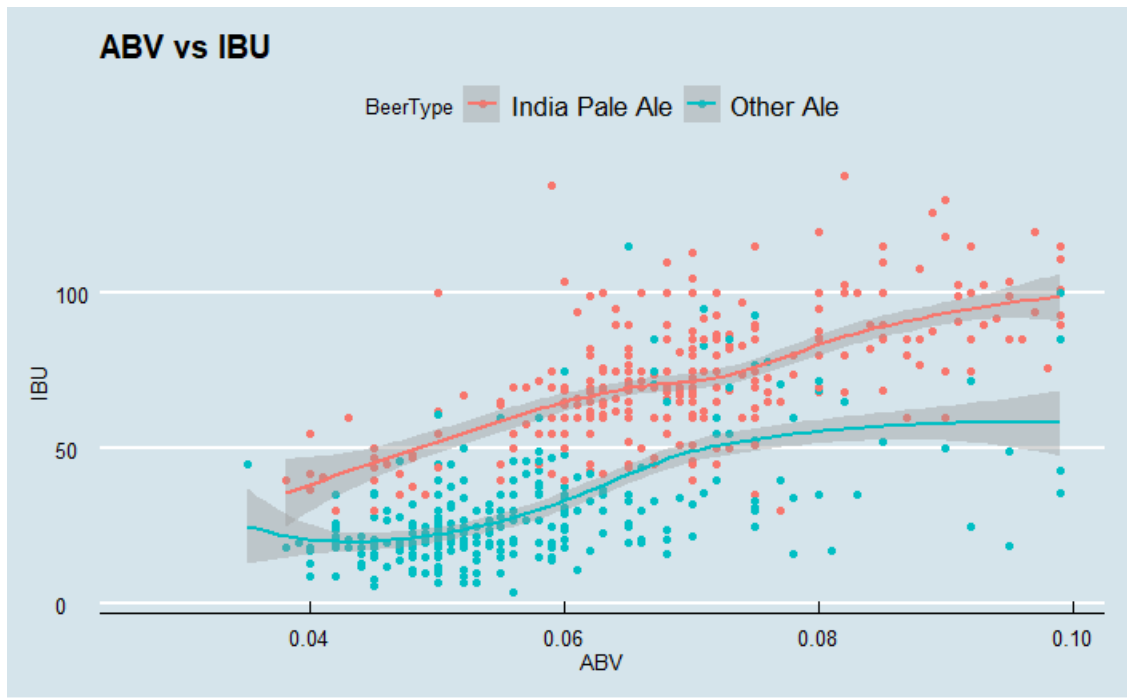 ABV vs IBU
BeerType India Pale Ale Other Ale
100
50
0
IBU
0.04 0.06 0.08 0.10
ABV